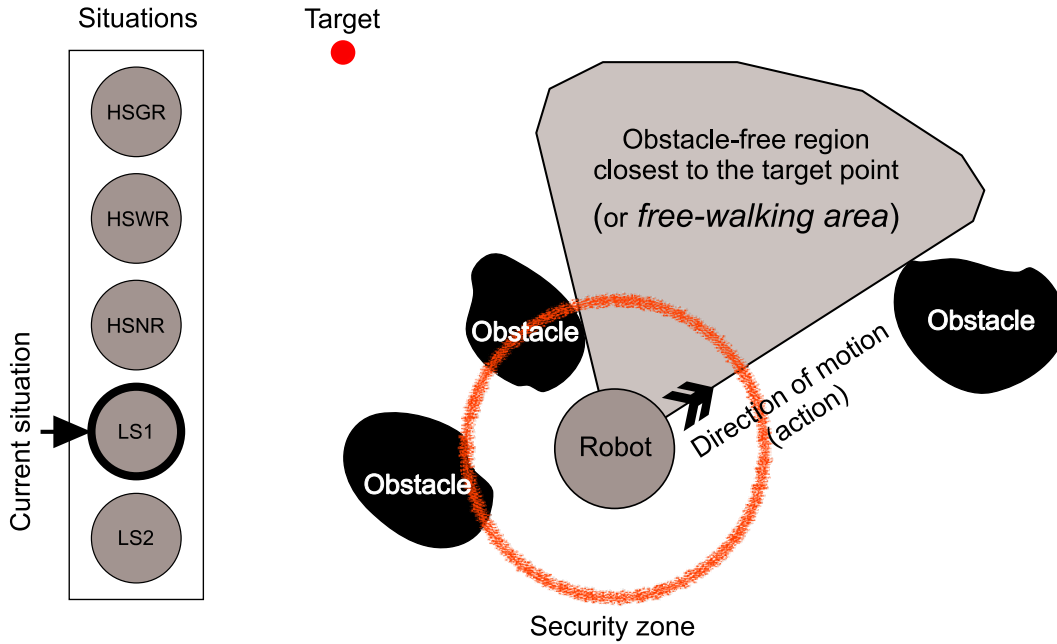 Situations
HSGR
HSWR
HSNR
LS1
LS2
Current situation
Target
Obstacle-free region
closest to the target point
(or free-walking area)
Obstacle
Obstacle
Obstacle
Robot
Direction of motion
(action)
Security zone